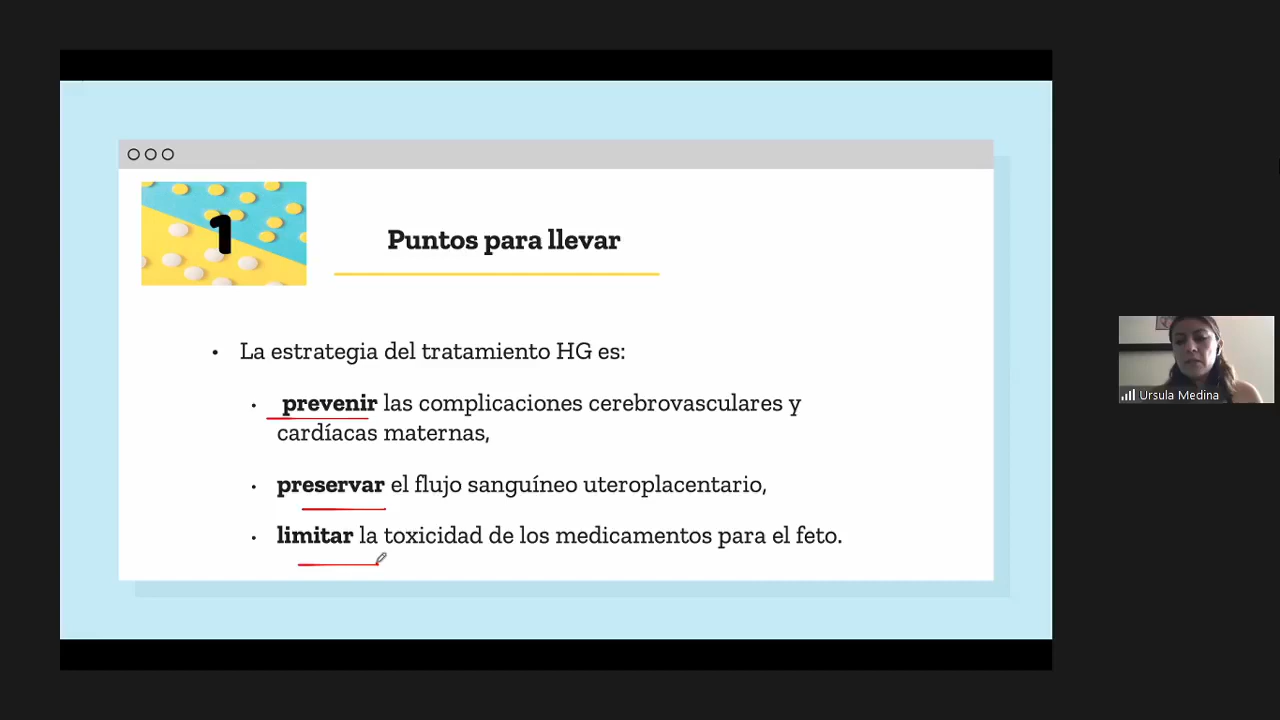 1
Puntos para llevar
• La estrategia del tratamiento HG es:
• prevenir las complicaciones cerebrovasculares y
cardíacas maternas,
• preservar el flujo sanguíneo uteroplacentario,
• limitar la toxicidad de los medicamentos para el feto.
Ursula Medina